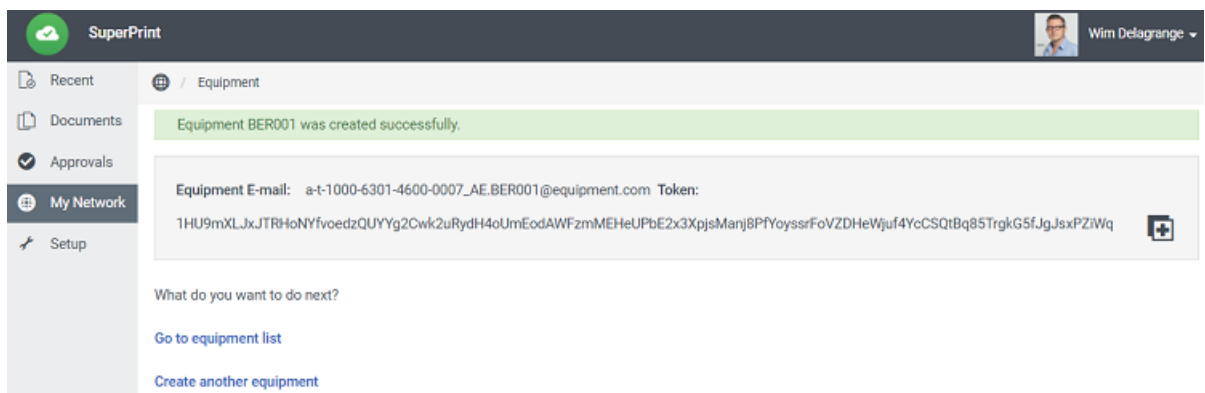 SuperPrint
Wim Delagrange
Recent
/ Equipment
Documents
Equipment BER001 was created successfully.
Approvals
My Network
Equipment E-mail: a-t-1000-6301-4600-0007_AE.BER001@equipment.com Token:
1HU9mXLJxJTRHoNYfvoedzQUYYg2Cwk2uRydH4oUmEodAWFzmMEHeUPbE2x3XpjsManj8PfYoyssrFoVZDHeWjuf4YcCSQtBq85TrgkG5fJgJsxPZiWq
Setup
What do you want to do next?
Go to equipment list
Create another equipment